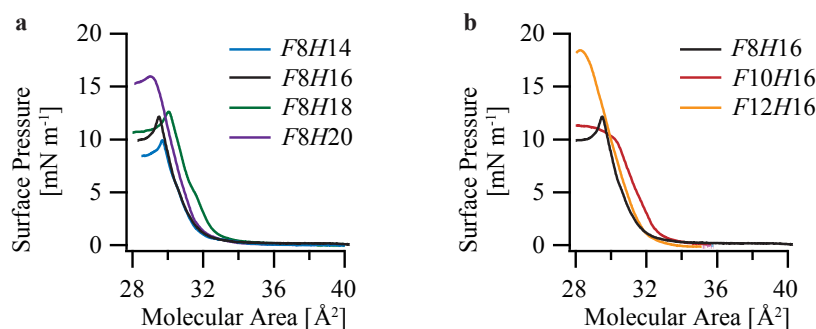 a
20
15
10
5
0
Surface Pressure
[mN m⁻¹]
F8H14
F8H16
F8H18
F8H20
28 32 36 40
Molecular Area [Å²]
b
20
15
10
5
0
Surface Pressure
[mN m⁻¹]
F8H16
F10H16
F12H16
28 32 36 40
Molecular Area [Å²]